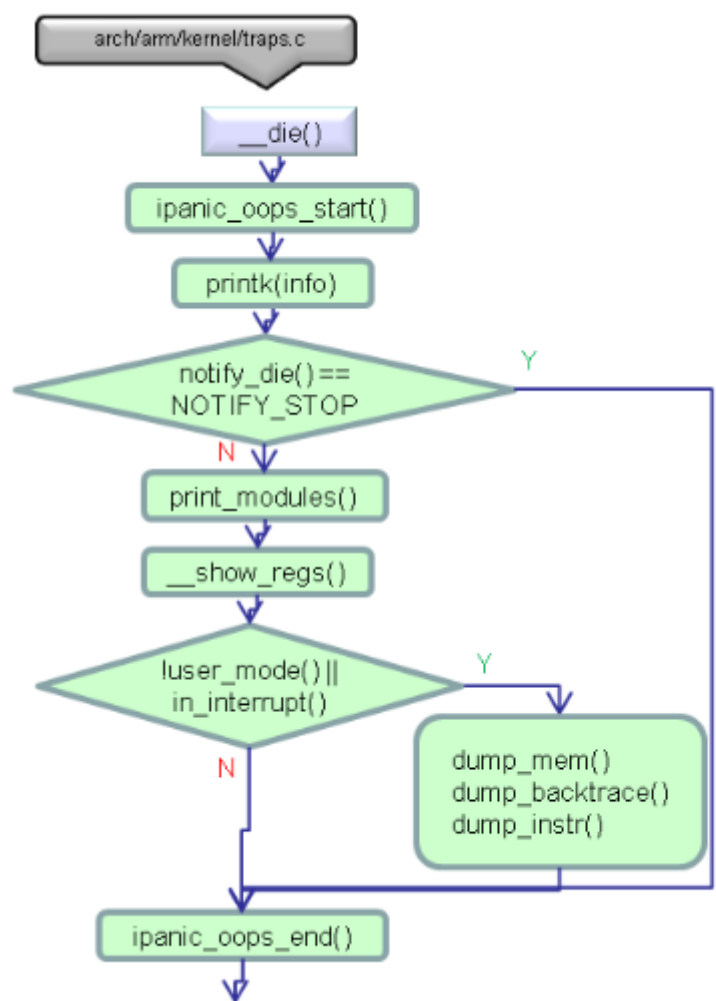 arch/arm/kernel/traps.c
__die()
ipanic_oops_start()
printk(info)
notify_die() ==
NOTIFY_STOP
Y
N
print_modules()
__show_regs()
!user_mode()||
in_interrupt()
Y
N
dump_mem()
dump_backtrace()
dump_instr()
ipanic_oops_end()